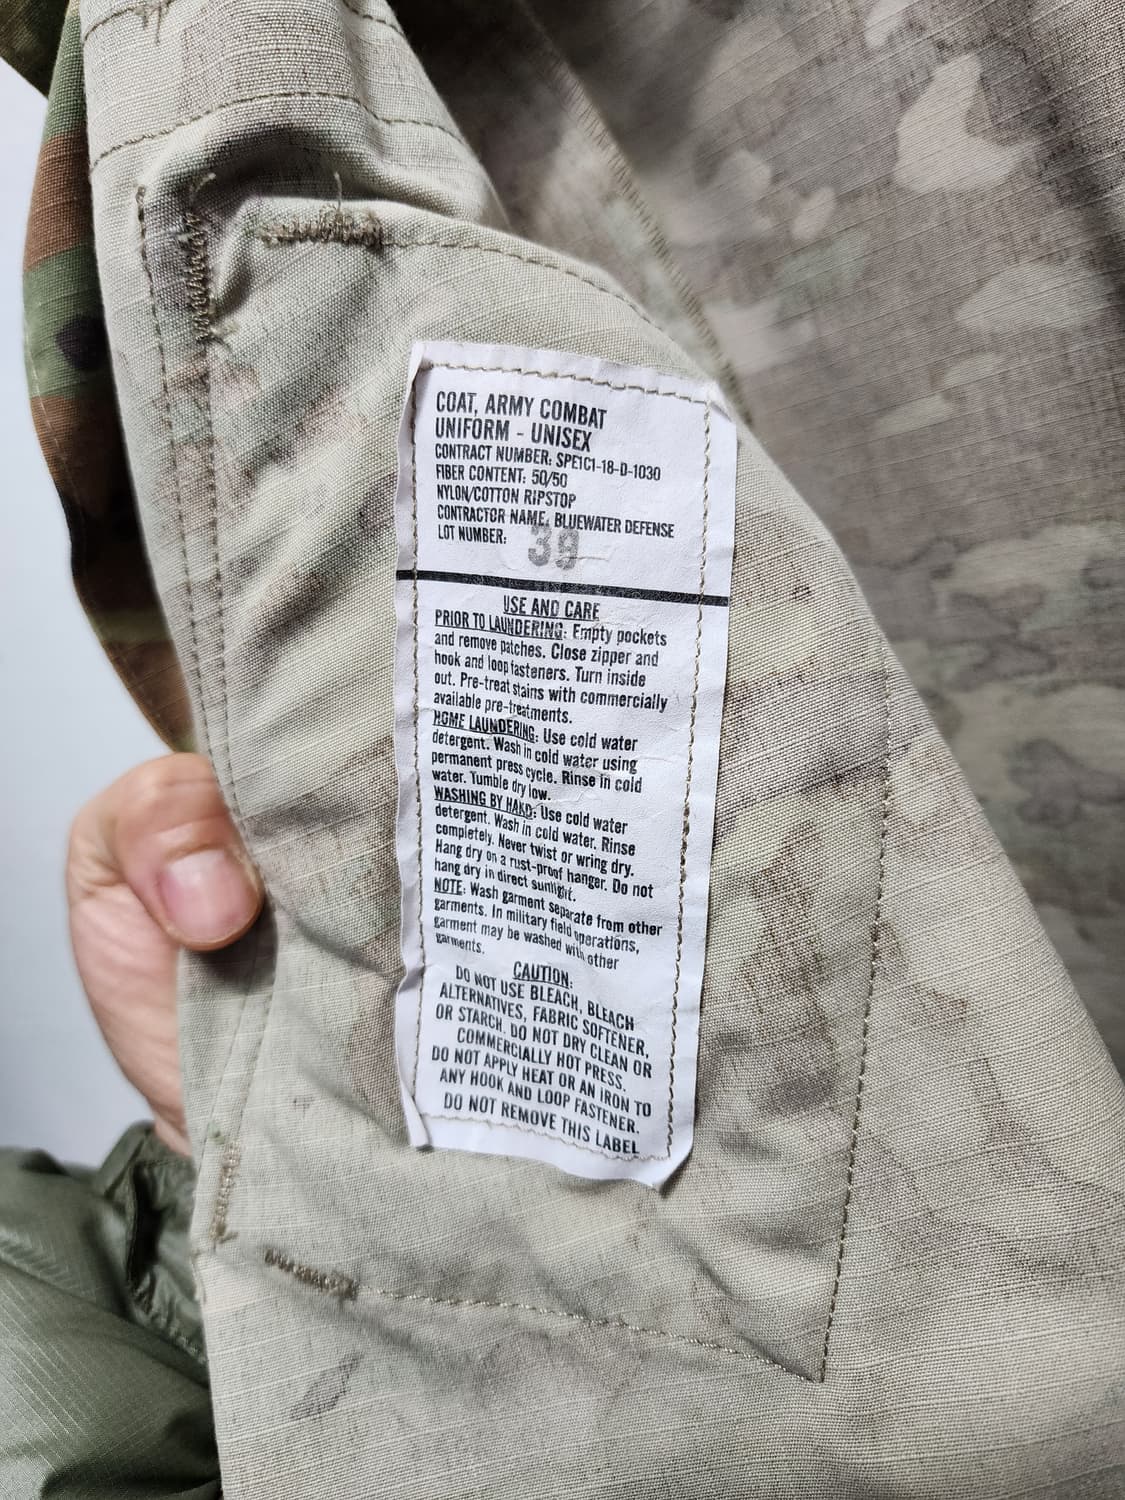 COAT, ARMY COMBAT
UNIFORM - UNISEX
CONTRACT NUMBER: SPE1C1-18-D-1030
FIBER CONTENT: 50/50
NYLON/COTTON RIPSTOP
CONTRACTOR NAME: BLUEWATER DEFENSE
LOT NUMBER: 39
USE AND CARE
PRIOR TO LAUNDERING: Empty pockets
and remove patches. Close zipper and
hook and loop fasteners. Turn inside
out. Pre-treat stains with commercially
available pre-treatments.
HOME LAUNDERING: Use cold water
detergent. Wash in cold water using
permanent press cycle. Rinse in cold
water. Tumble dry low.
WASHING BY HAND: Use cold water
detergent. Wash in cold water. Rinse
completely. Never twist or wring dry.
Hang dry on a rust-proof hanger. Do not
hang dry in direct sunlight.
NOTE: Wash garment separate from other
garments. In military field operations,
garment may be washed with other
garments.
CAUTION:
DO NOT USE BLEACH, BLEACH
ALTERNATIVES, FABRIC SOFTENER,
OR STARCH. DO NOT DRY CLEAN OR
COMMERCIALLY HOT PRESS.
DO NOT APPLY HEAT OR AN IRON TO
ANY HOOK AND LOOP FASTENER.
DO NOT REMOVE THIS LABEL